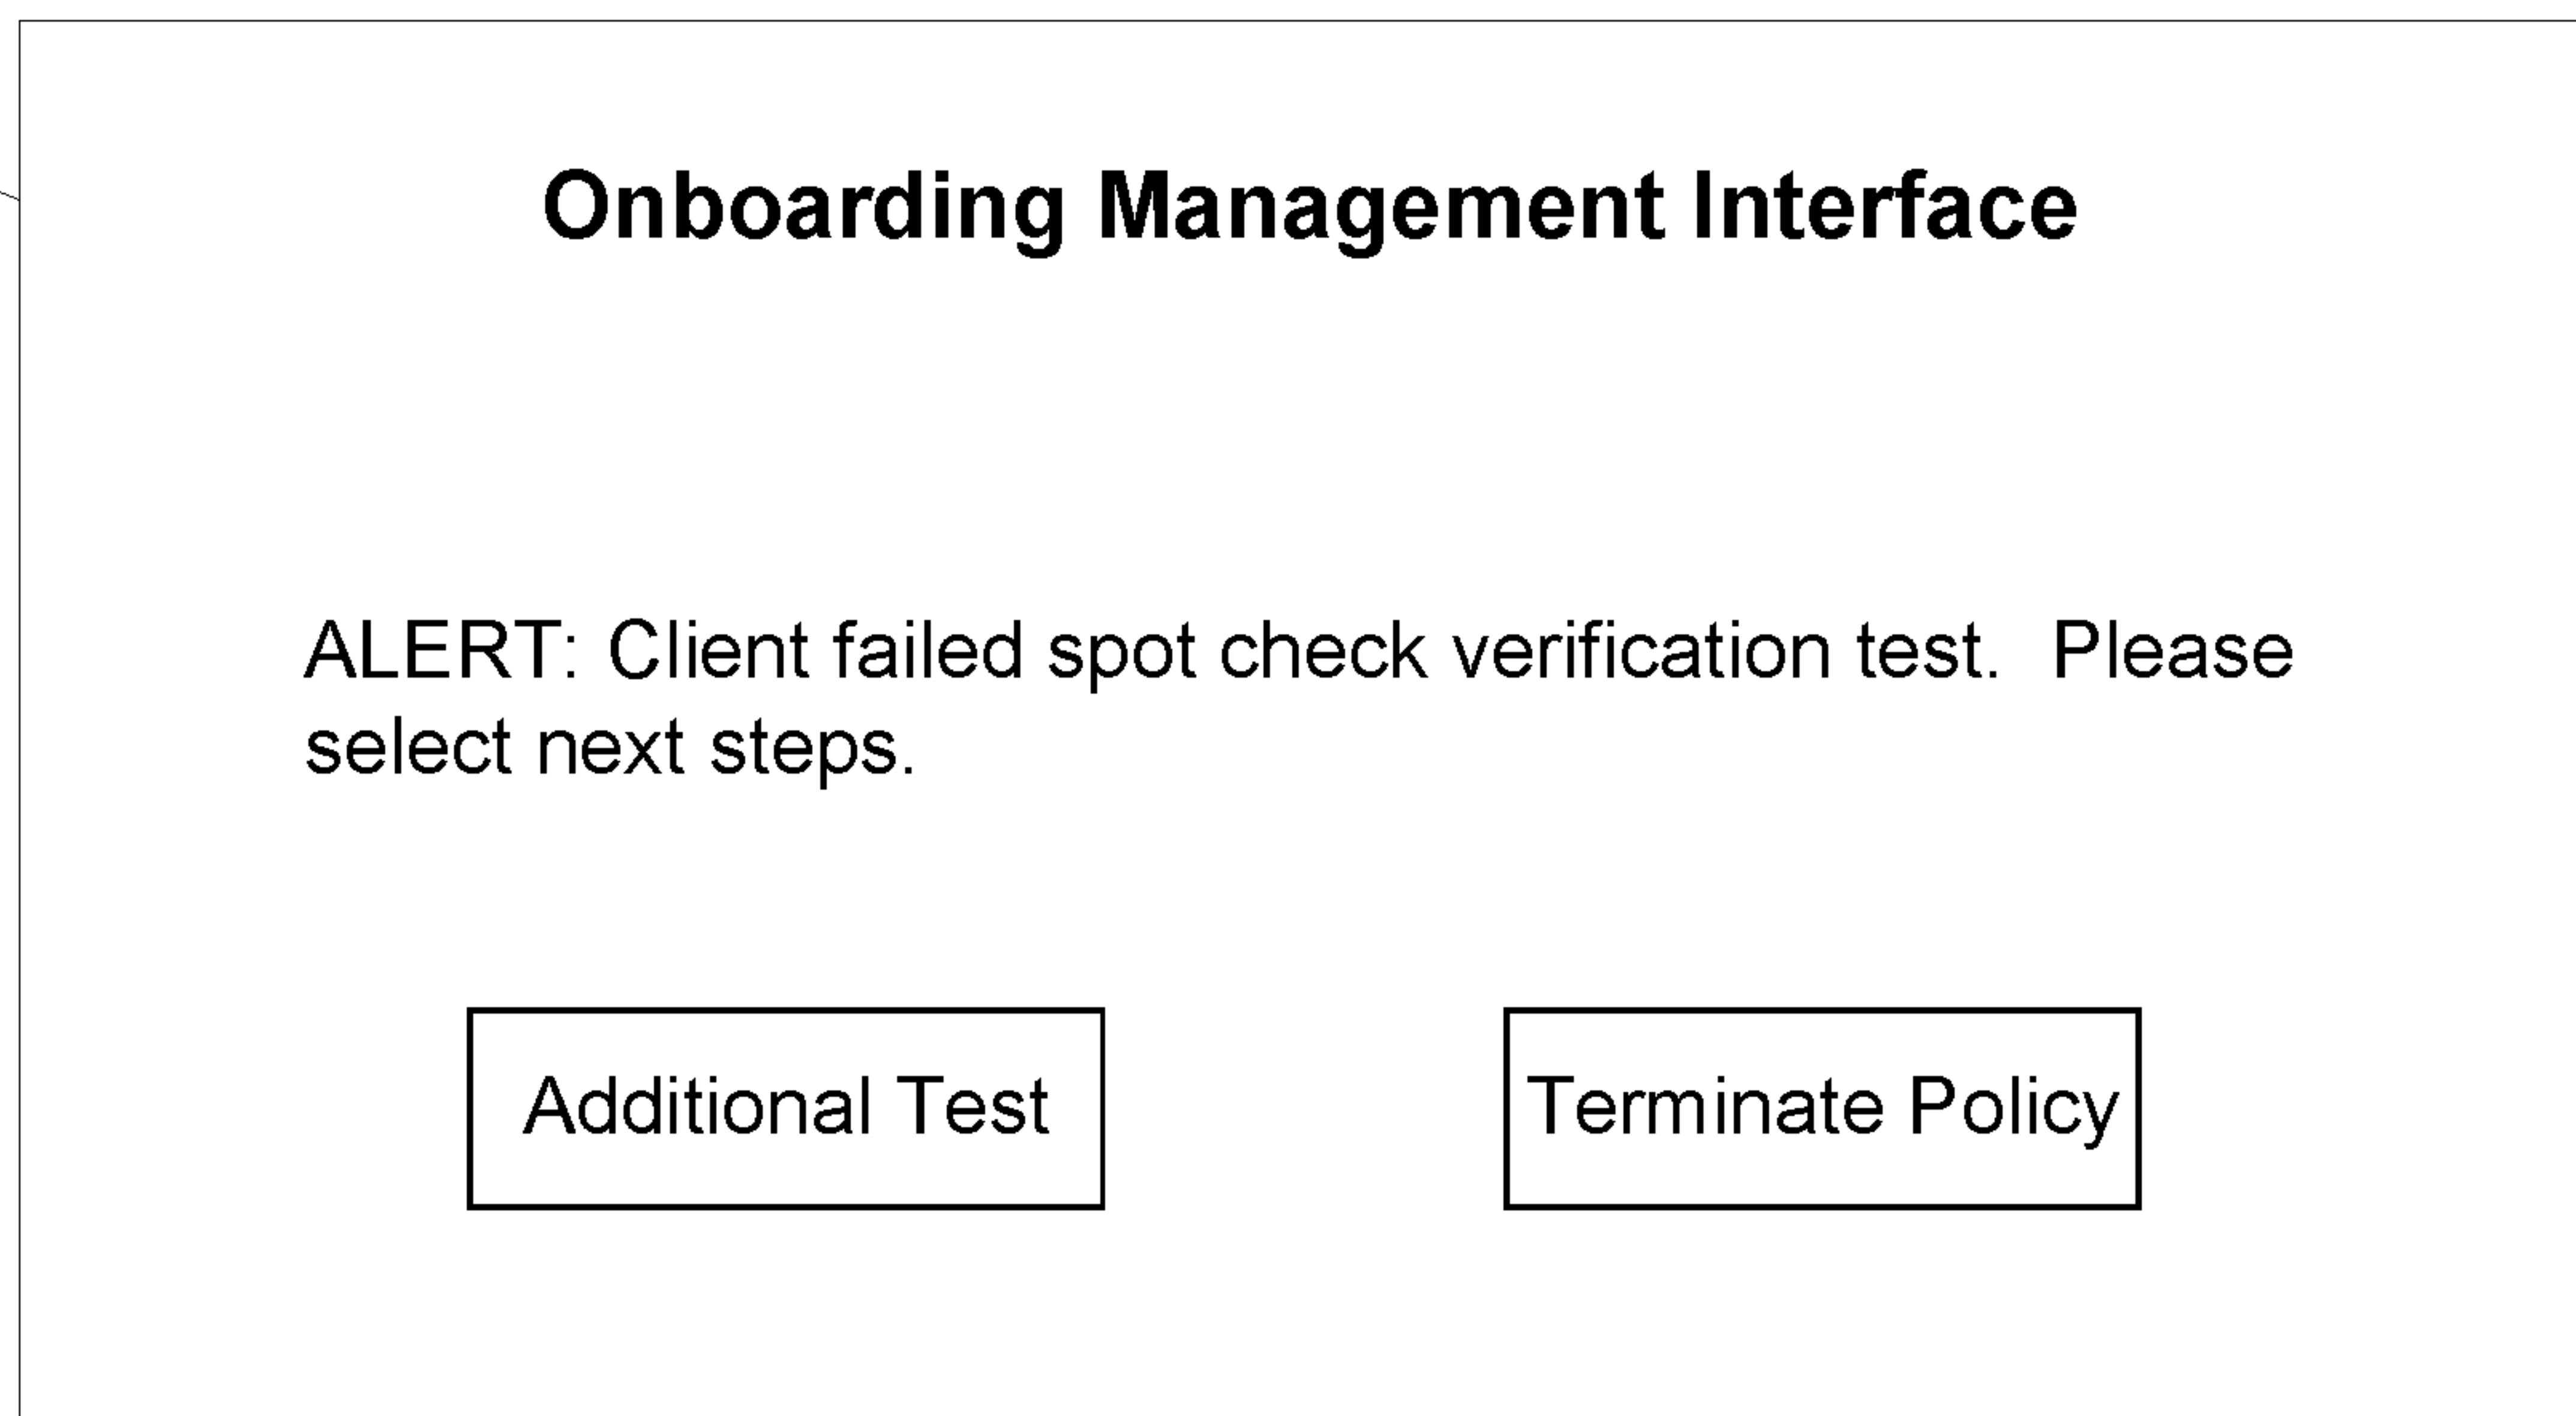 Onboarding Management Interface
ALERT: Client failed spot check verification test.  Please
select next steps.
Additional Test
Terminate Policy